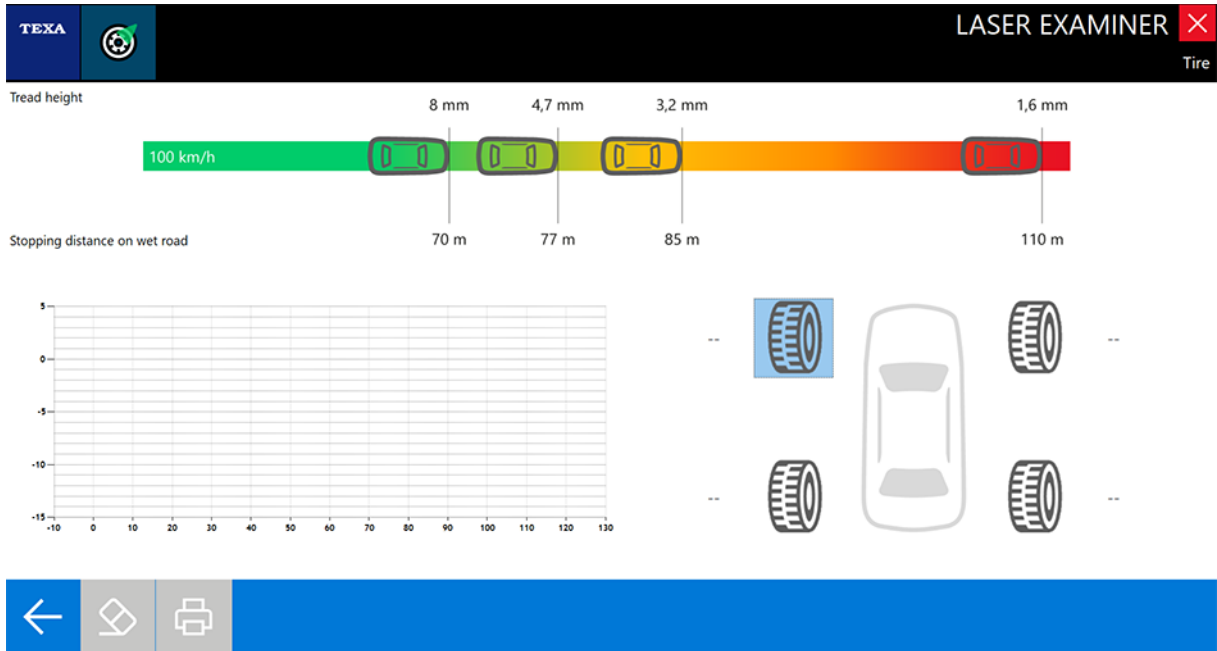 TEXA
LASER EXAMINER
Tire
Tread height
8 mm 4,7 mm 3,2 mm 1,6 mm
100 km/h
Stopping distance on wet road
70 m 77 m 85 m 110 m
5
0
-5
-10
-15
-10 0 10 20 30 40 50 60 70 80 90 100 110 120 130
-- --
-- --